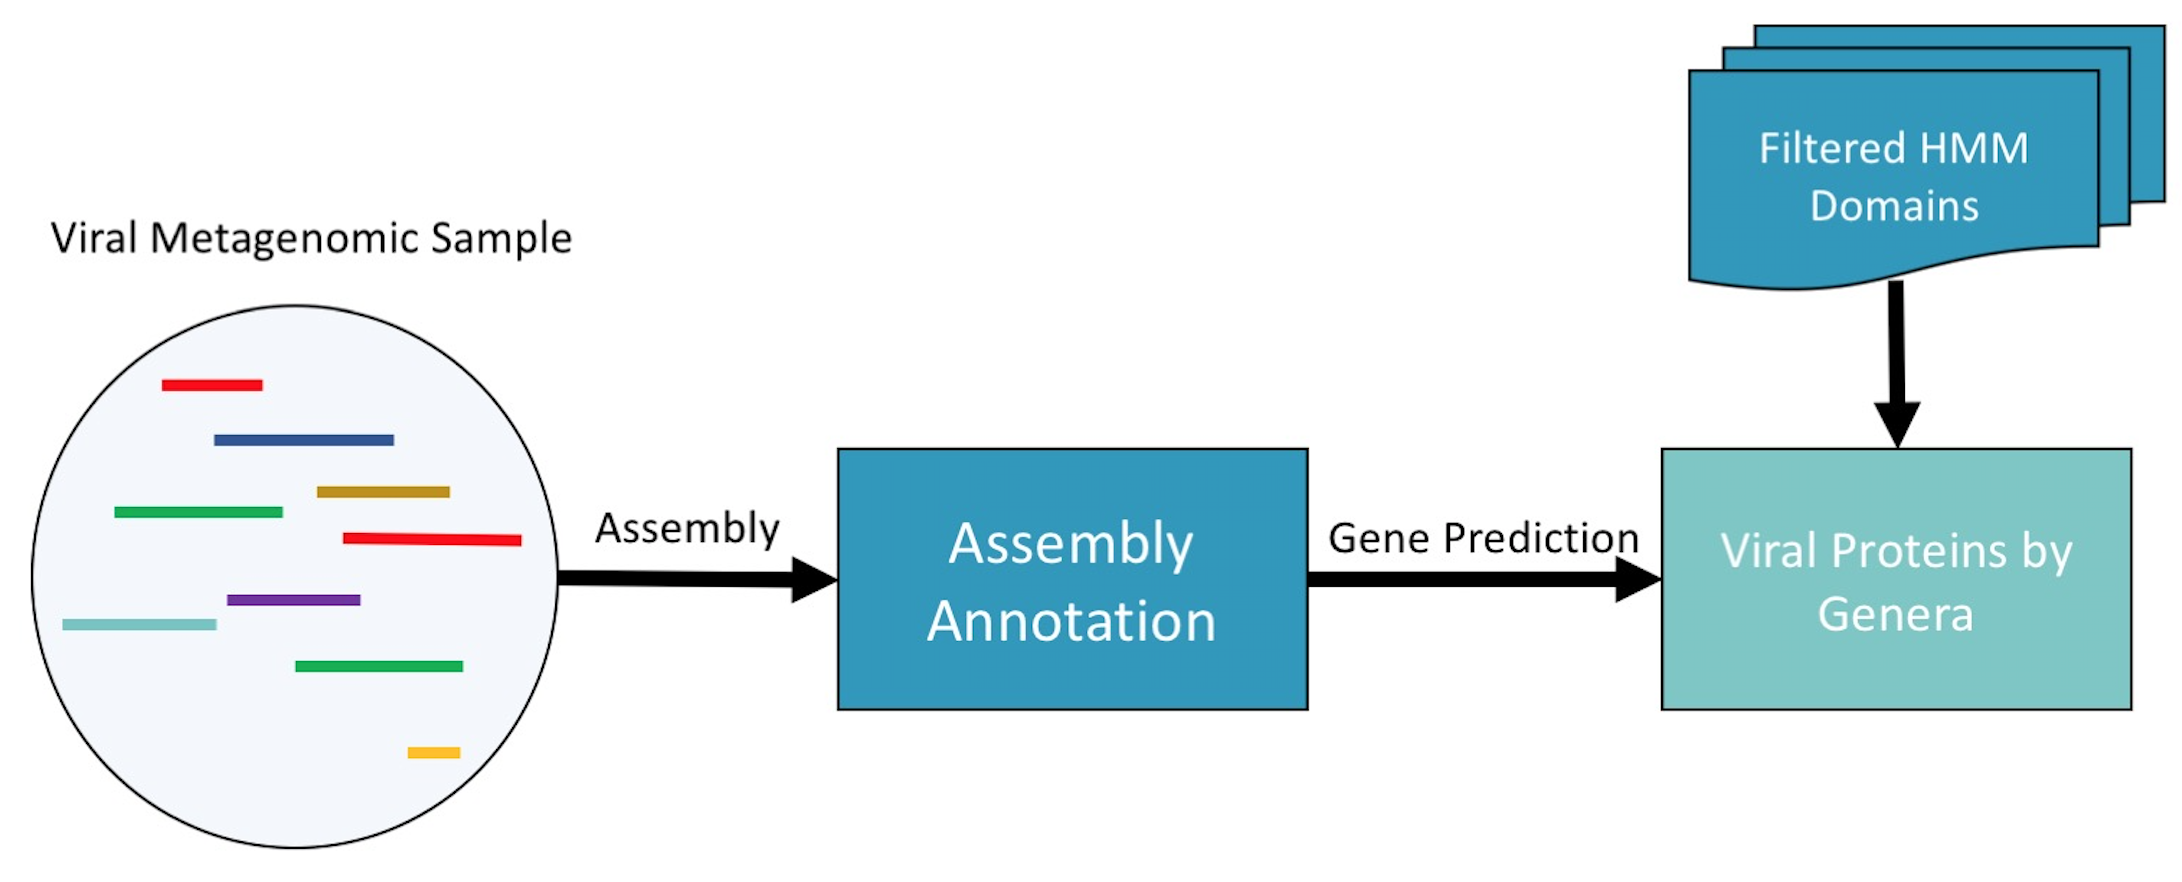 Viral Metagenomic Sample
Assembly
Assembly
Annotation
Gene Prediction
Filtered HMM
Domains
Viral Proteins by
Genera